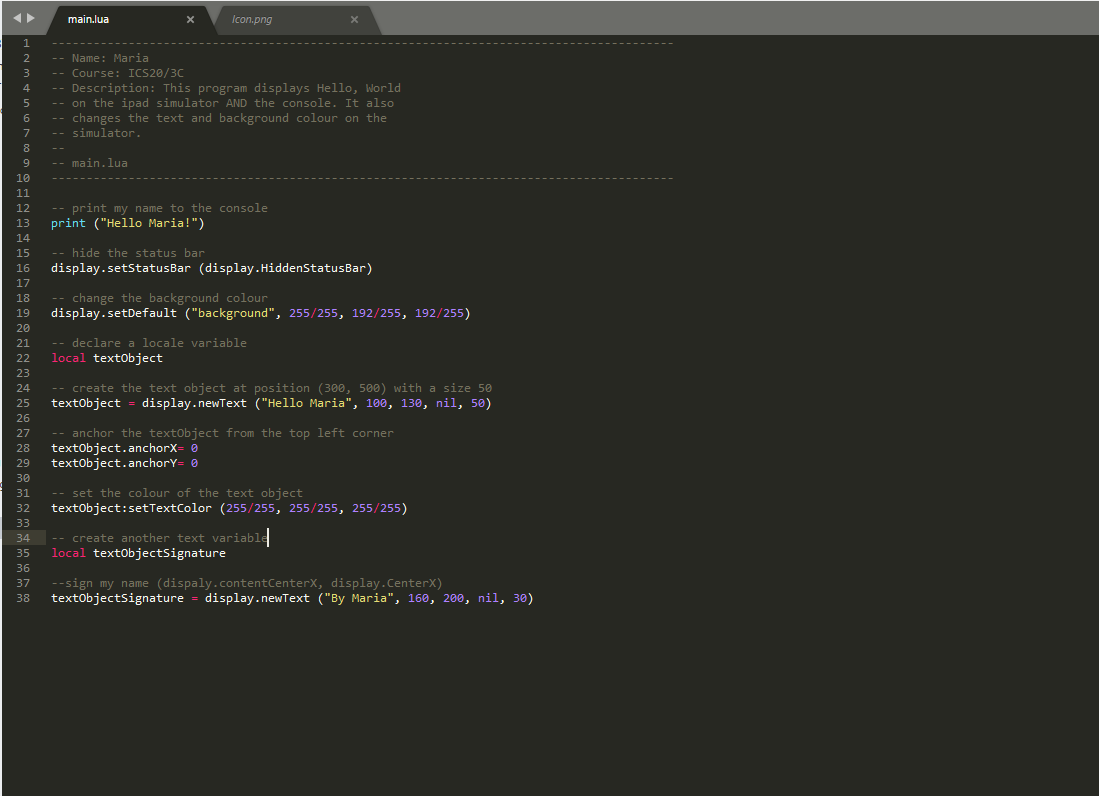 main.lua × Icon.png ×
1 -----------------------------------------------------------------------------------------
2 -- Name: Maria
3 -- Course: ICS20/3C
4 -- Description: This program displays Hello, World
5 -- on the ipad simulator AND the console. It also
6 -- changes the text and background colour on the
7 -- simulator.
8 --
9 -- main.lua
10 -----------------------------------------------------------------------------------------
11
12 -- print my name to the console
13 print ("Hello Maria!")
14
15 -- hide the status bar
16 display.setStatusBar (display.HiddenStatusBar)
17
18 -- change the background colour
19 display.setDefault ("background", 255/255, 192/255, 192/255)
20
21 -- declare a locale variable
22 local textObject
23
24 -- create the text object at position (300, 500) with a size 50
25 textObject = display.newText ("Hello Maria", 100, 130, nil, 50)
26
27 -- anchor the textObject from the top left corner
28 textObject.anchorX= 0
29 textObject.anchorY= 0
30
31 -- set the colour of the text object
32 textObject:setTextColor (255/255, 255/255, 255/255)
33
34 -- create another text variable
35 local textObjectSignature
36
37 --sign my name (dispaly.contentCenterX, display.CenterX)
38 textObjectSignature = display.newText ("By Maria", 160, 200, nil, 30)